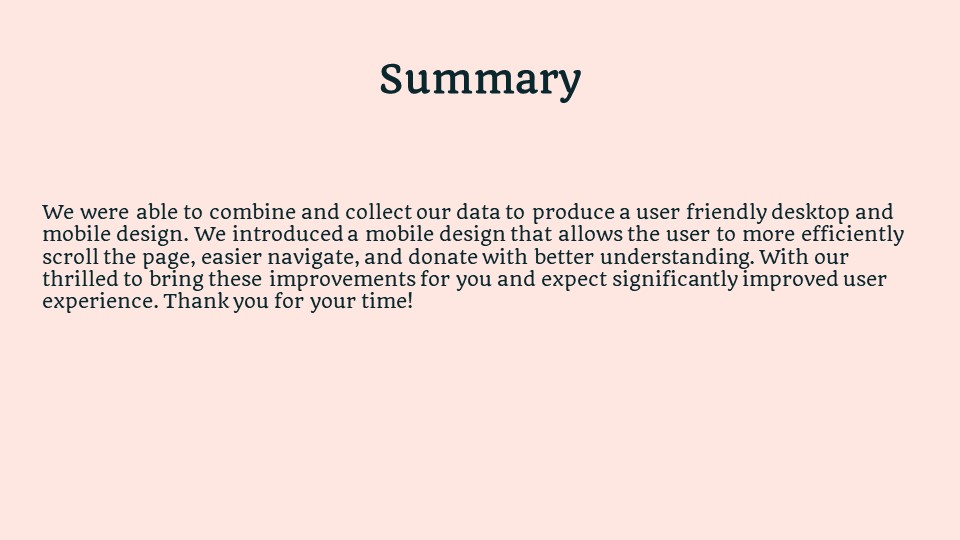 Summary
We were able to combine and collect our data to produce a user friendly desktop and
mobile design. We introduced a mobile design that allows the user to more efficiently
scroll the page, easier navigate, and donate with better understanding. With our
thrilled to bring these improvements for you and expect significantly improved user
experience. Thank you for your time!